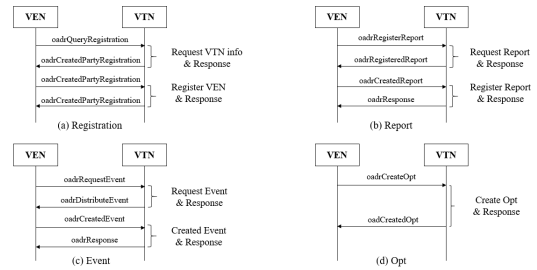 VEN
VTN
oadrQueryRegistration
oadrCreatedPartyRegistration
Request VTN info
& Response
oadrCreatedPartyRegistration
oadrCreatedPartyRegistration
Register VEN
& Response
(a) Registration
VEN
VTN
oadrRegisterReport
oadrRegisteredReport
Request Report
& Response
oadrCreatedReport
oadrResponse
Register Report
& Response
(b) Report
VEN
VTN
oadrRequestEvent
oadrDistributeEvent
Request Event
& Response
oadrCreatedEvent
oadrResponse
Created Event
& Response
(c) Event
VEN
VTN
oadrCreateOpt
oadCreatedOpt
Create Opt
& Response
(d) Opt